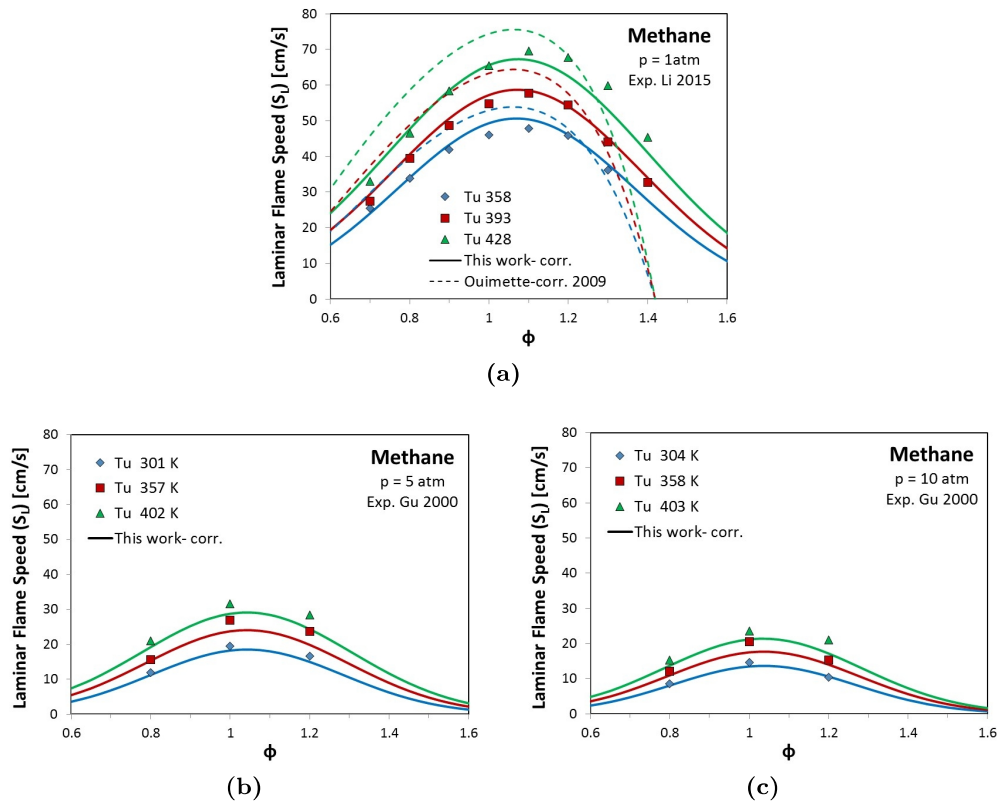 80
70
60
50
40
30
20
10
0
Laminar Flame Speed (SL) [cm/s]
Methane
p = 1atm
Exp. Li 2015
Tu 358
Tu 393
Tu 428
This work- corr.
Ouimette-corr. 2009
0.6 0.8 1 1.2 1.4 1.6
ϕ
(a)
80
70
60
50
40
30
20
10
0
Laminar Flame Speed (SL) [cm/s]
Tu 301 K
Tu 357 K
Tu 402 K
This work- corr.
Methane
p = 5 atm
Exp. Gu 2000
0.6 0.8 1 1.2 1.4 1.6
ϕ
(b)
80
70
60
50
40
30
20
10
0
Laminar Flame Speed (SL) [cm/s]
Tu 304 K
Tu 358 K
Tu 403 K
This work- corr.
Methane
p = 10 atm
Exp. Gu 2000
0.6 0.8 1 1.2 1.4 1.6
ϕ
(c)